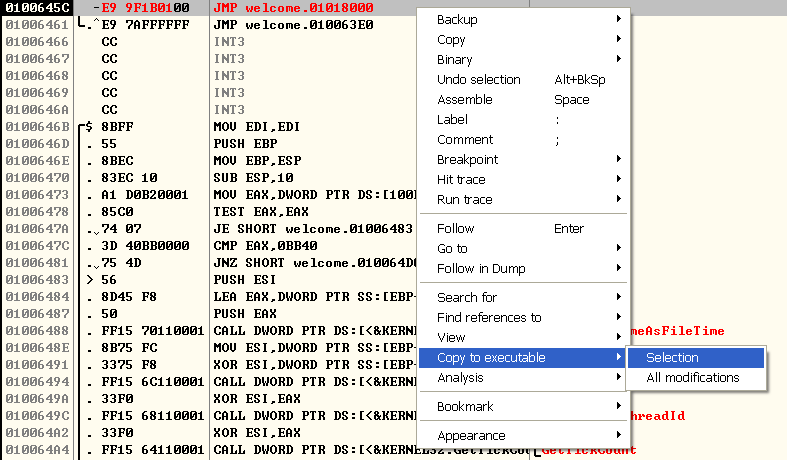 0100645C -E9 9F1B0100 JMP welcome.01018000
01006461 .^E9 7AFFFFFF JMP welcome.010063E0
01006466 CC INT3
01006467 CC INT3
01006468 CC INT3
01006469 CC INT3
0100646A CC INT3
0100646B $ 8BFF MOV EDI,EDI
0100646D . 55 PUSH EBP
0100646E . 8BEC MOV EBP,ESP
01006470 . 83EC 10 SUB ESP,10
01006473 . A1 D0B20001 MOV EAX,DWORD PTR DS:[100
01006478 . 85C0 TEST EAX,EAX
0100647A .⌄74 07 JE SHORT welcome.01006483
0100647C . 3D 40BB0000 CMP EAX,0BB40
01006481 .⌄75 4D JNZ SHORT welcome.010064D0
01006483 > 56 PUSH ESI
01006484 . 8D45 F8 LEA EAX,DWORD PTR SS:[EBP-
01006487 . 50 PUSH EAX
01006488 . FF15 70110001 CALL DWORD PTR DS:[<&KERN meAsFileTime
0100648E . 8B75 FC MOV ESI,DWORD PTR SS:[EBP-
01006491 . 3375 F8 XOR ESI,DWORD PTR SS:[EBP-
01006494 . FF15 6C110001 CALL DWORD PTR DS:[<&KERN
0100649A . 33F0 XOR ESI,EAX
0100649C . FF15 68110001 CALL DWORD PTR DS:[<&KERN hreadId
010064A2 . 33F0 XOR ESI,EAX
010064A4 . FF15 64110001 CALL DWORD PTR DS:[<&KERNEL32.GetTickCou GetTickCount
Backup
Copy
Binary
Undo selection Alt+BkSp
Assemble Space
Label :
Comment ;
Breakpoint
Hit trace
Run trace
Follow Enter
Go to
Follow in Dump
Search for
Find references to
View
Copy to executable
Analysis
Bookmark
Appearance
Selection
All modifications